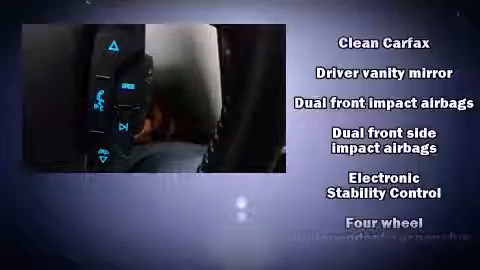 Clean Carfax
Driver vanity mirror
Dual front impact airbags
Dual front side
impact airbags
Electronic
Stability Control
Four wheel